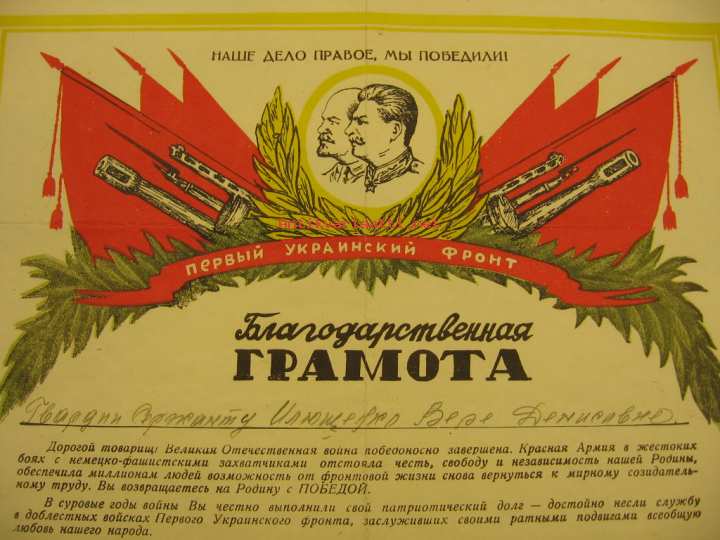 НАШЕ ДЕЛО ПРАВОЕ, МЫ ПОБЕДИЛИ!
ПЕРВЫЙ УКРАИНСКИЙ ФРОНТ
Благодарственная
ГРАМОТА
Гвардии Сержанту Илющенко Вере Денисовне.
Дорогой товарищ! Великая Отечественная война победоносно завершена. Красная Армия в жестоких
боях с немецко-фашистскими захватчиками отстояла честь, свободу и независимость нашей Родины,
обеспечила миллионам людей возможность от фронтовой жизни снова вернуться к мирному созидатель-
ному труду. Вы возвращаетесь на Родину с ПОБЕДОЙ.
В суровые годы войны Вы честно выполнили свой патриотический долг — достойно несли службу
в доблестных войсках Первого Украинского фронта, заслуживших своими ратными подвигами всеобщую
любовь нашего народа.